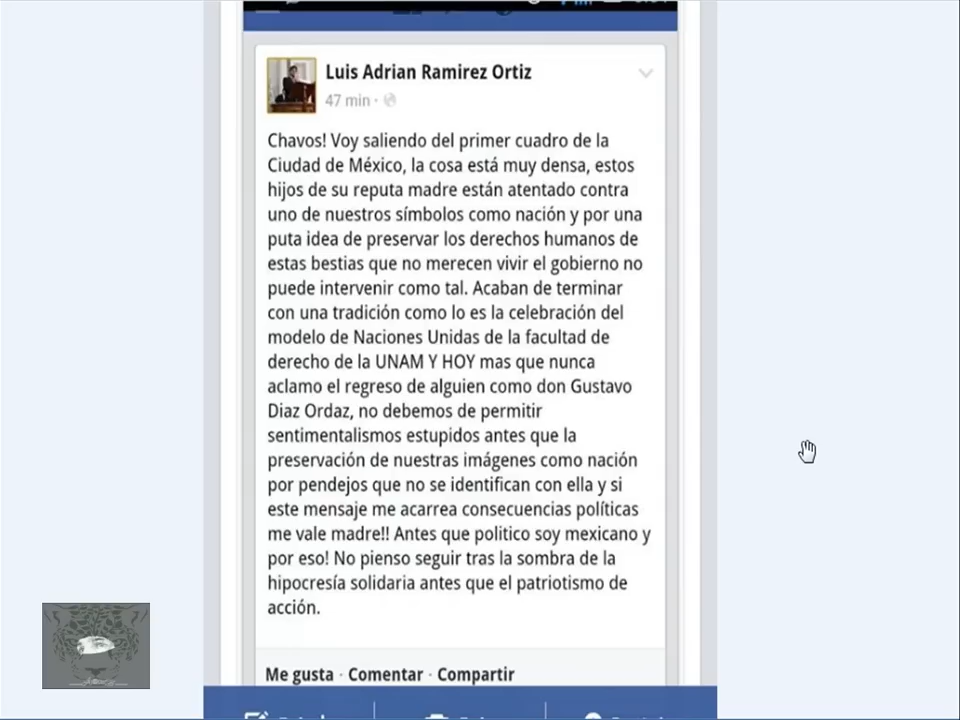 Luis Adrian Ramirez Ortiz
47 min ·
Chavos! Voy saliendo del primer cuadro de la
Ciudad de México, la cosa está muy densa, estos
hijos de su reputa madre están atentado contra
uno de nuestros símbolos como nación y por una
puta idea de preservar los derechos humanos de
estas bestias que no merecen vivir el gobierno no
puede intervenir como tal. Acaban de terminar
con una tradición como lo es la celebración del
modelo de Naciones Unidas de la facultad de
derecho de la UNAM Y HOY mas que nunca
aclamo el regreso de alguien como don Gustavo
Diaz Ordaz, no debemos de permitir
sentimentalismos estupidos antes que la
preservación de nuestras imágenes como nación
por pendejos que no se identifican con ella y si
este mensaje me acarrea consecuencias políticas
me vale madre!! Antes que politico soy mexicano y
por eso! No pienso seguir tras la sombra de la
hipocresía solidaria antes que el patriotismo de
acción.
Me gusta · Comentar · Compartir